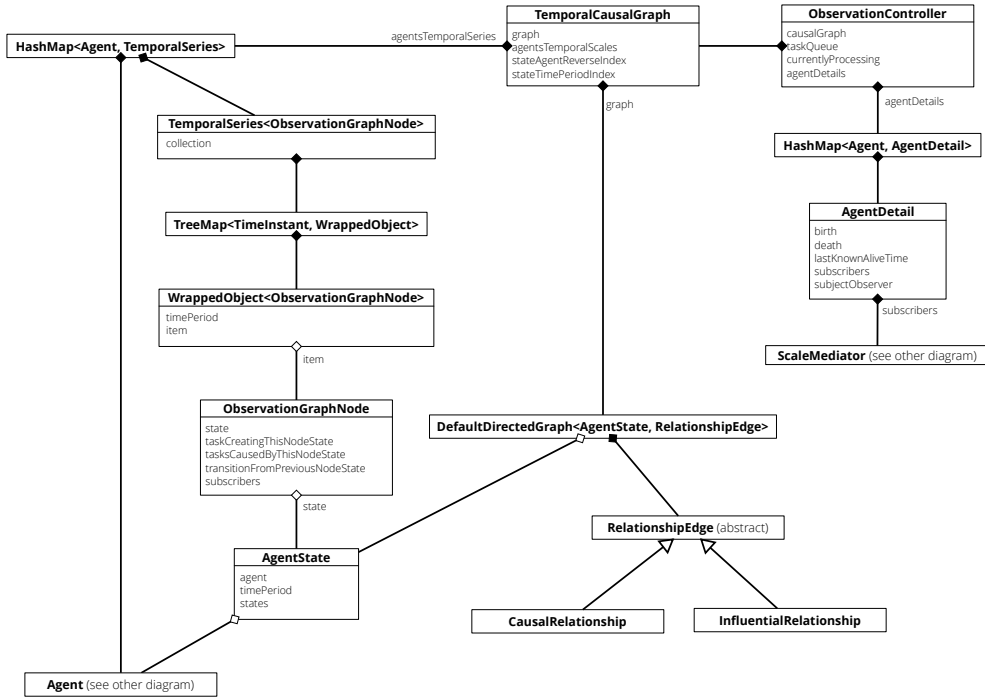 TemporalCausalGraph
graph
agentsTemporalScales
stateAgentReverseIndex
stateTimePeriodIndex
ObservationController
causalGraph
taskQueue
currentlyProcessing
agentDetails
HashMap<Agent, TemporalSeries>
agentsTemporalSeries
graph
agentDetails
TemporalSeries<ObservationGraphNode>
collection
HashMap<Agent, AgentDetail>
TreeMap<TimeInstant, WrappedObject>
AgentDetail
birth
death
lastKnownAliveTime
subscribers
subjectObserver
WrappedObject<ObservationGraphNode>
timePeriod
item
subscribers
item
ScaleMediator (see other diagram)
ObservationGraphNode
state
taskCreatingThisNodeState
tasksCausedByThisNodeState
transitionFromPreviousNodeState
subscribers
DefaultDirectedGraph<AgentState, RelationshipEdge>
state
RelationshipEdge (abstract)
AgentState
agent
timePeriod
states
CausalRelationship
InfluentialRelationship
Agent (see other diagram)